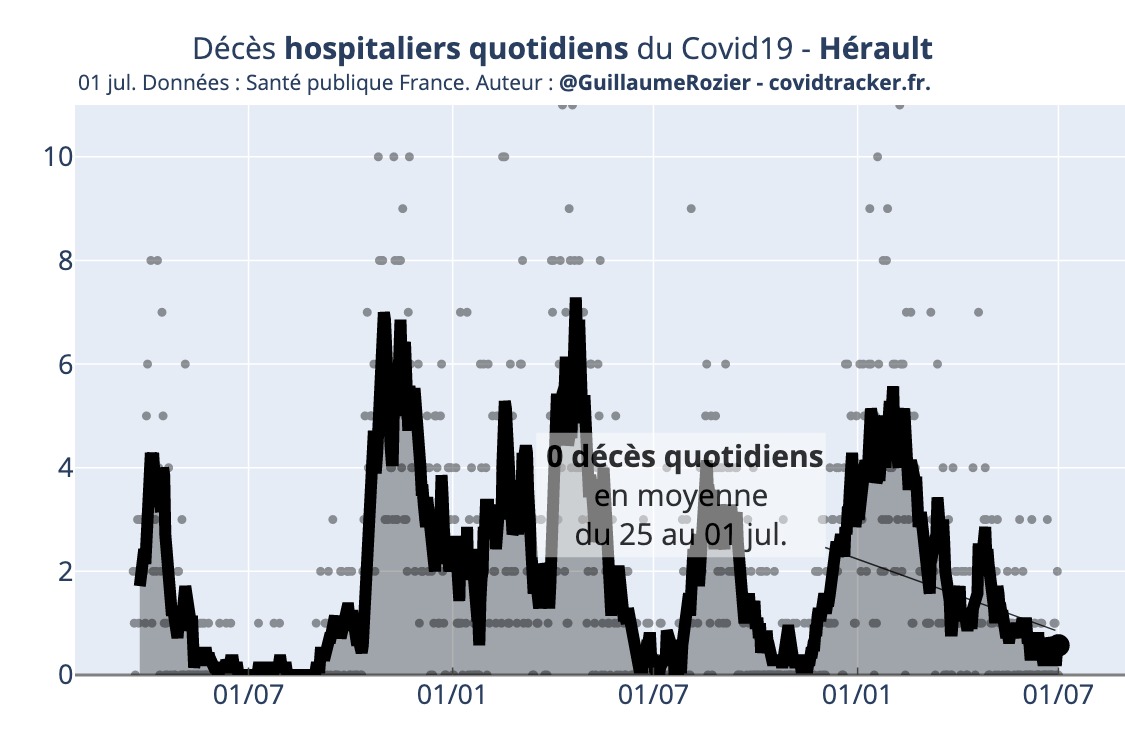 Décès hospitaliers quotidiens du Covid19 - Hérault
01 jul. Données : Santé publique France. Auteur : @GuillaumeRozier - covidtracker.fr.
10
8
6
4
2
0
0 décès quotidiens
en moyenne
du 25 au 01 jul.
01/07 01/01 01/07 01/01 01/07